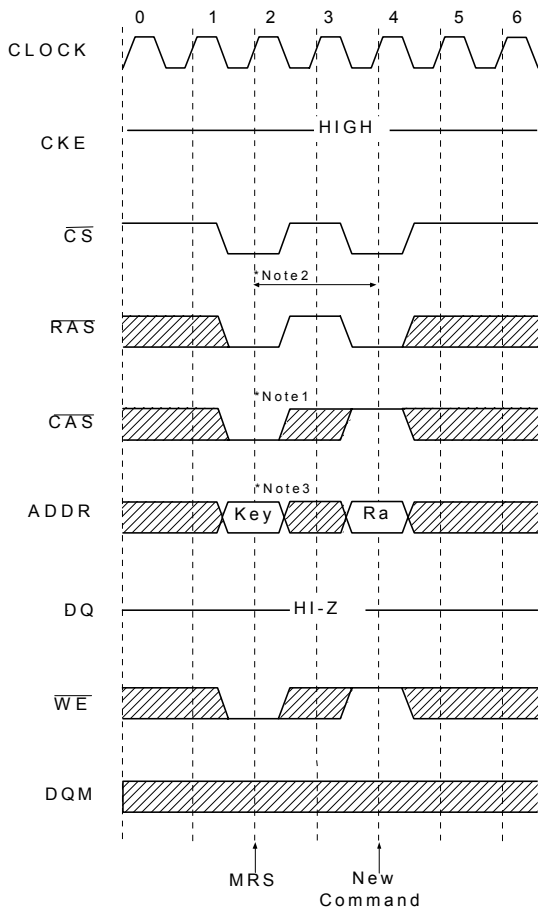 0 1 2 3 4 5 6
CLOCK
HIGH
CKE
CS
*Note2
RAS
*Note1
CAS
*Note3
ADDR
Key
Ra
DQ
HI-Z
WE
DQM
MRS
New
Command